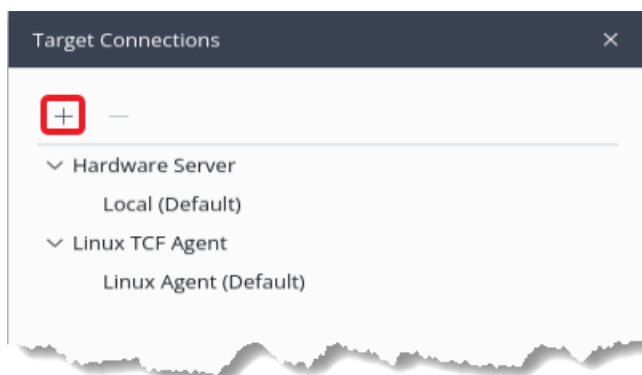 Target Connections
Hardware Server
Local (Default)
Linux TCF Agent
Linux Agent (Default)